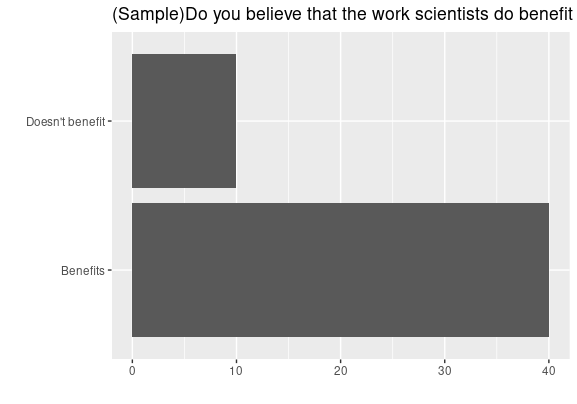 (Sample)Do you believe that the work scientists do benefit
Doesn't benefit
Benefits
0 10 20 30 40